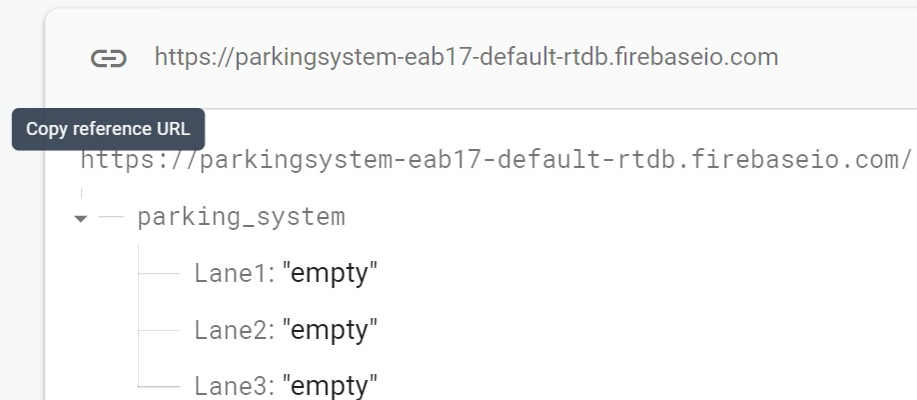 https://parkingsystem-eab17-default-rtdb.firebaseio.com
Copy reference URL
https://parkingsystem-eab17-default-rtdb.firebaseio.com/
parking_system
Lane1: "empty"
Lane2: "empty"
Lane3: "empty"